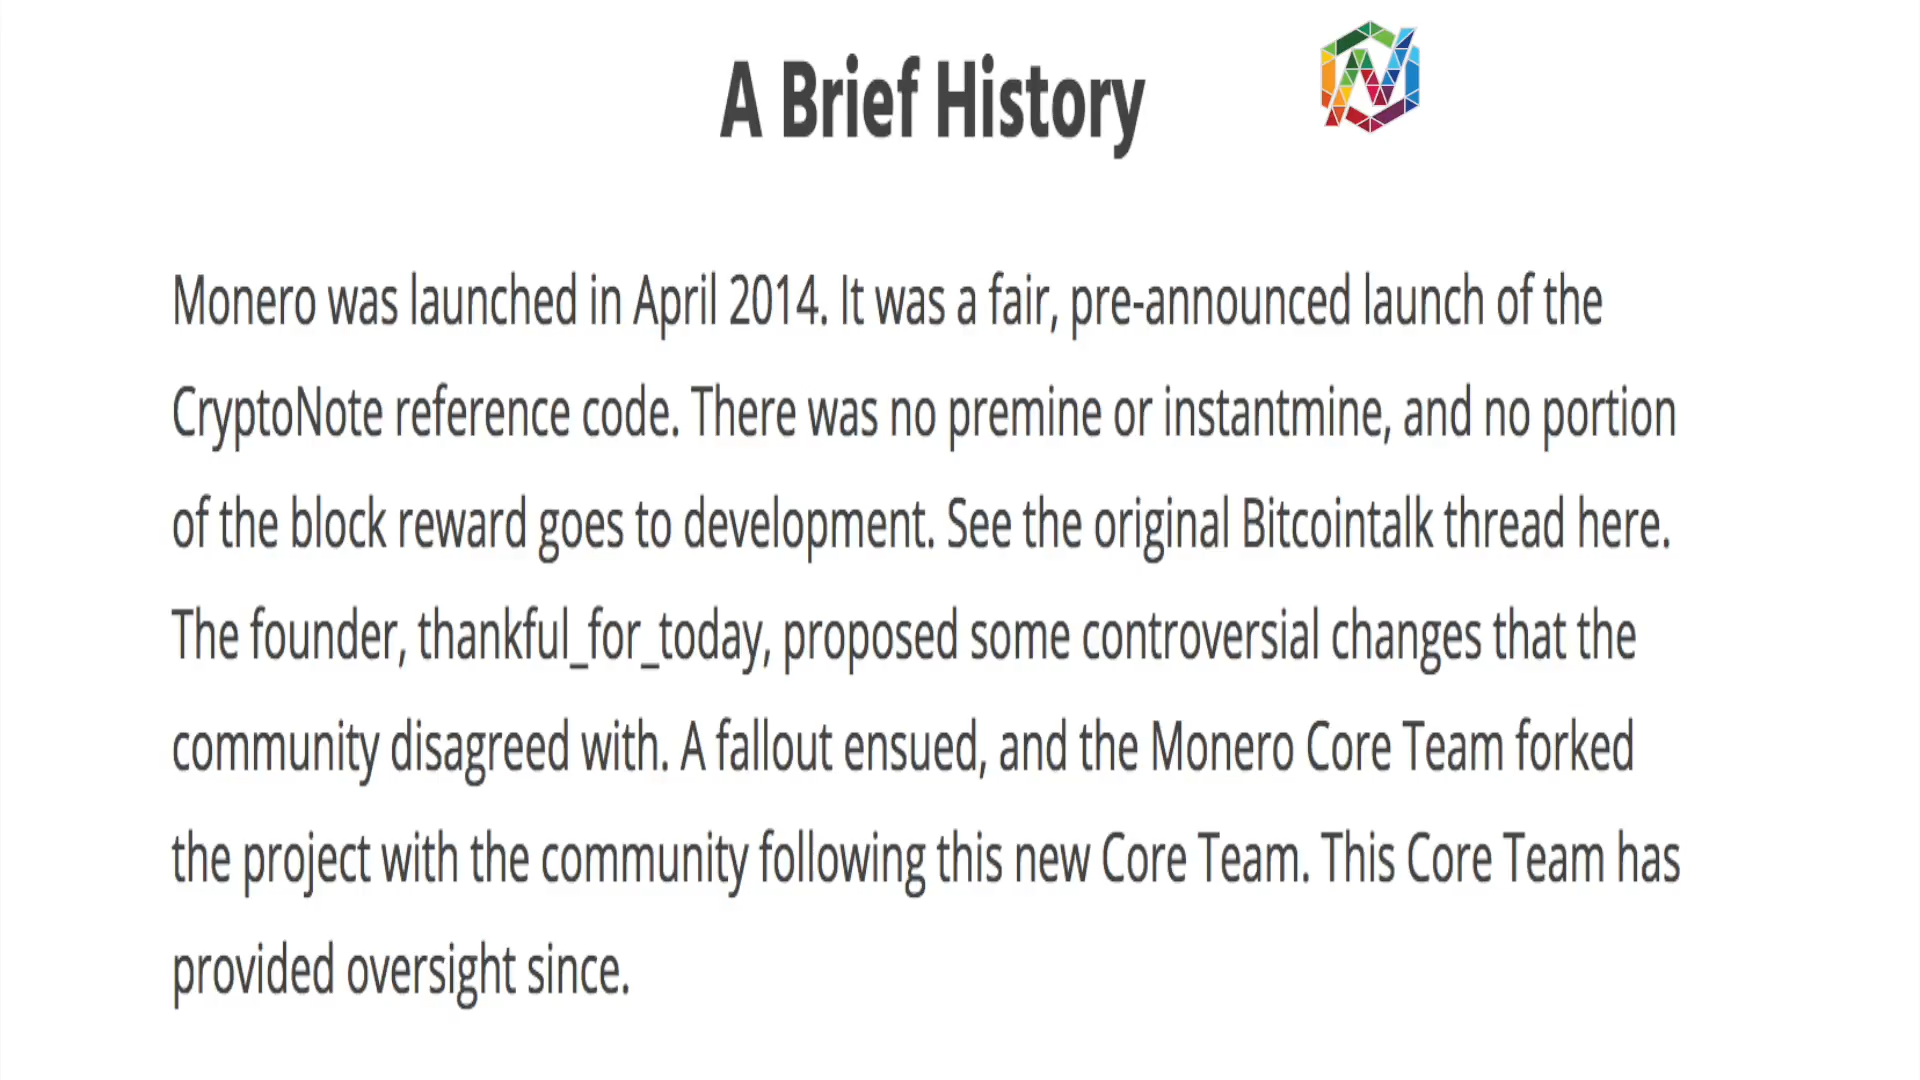 A Brief History
Monero was launched in April 2014. It was a fair, pre-announced launch of the
CryptoNote reference code. There was no premine or instantmine, and no portion
of the block reward goes to development. See the original Bitcointalk thread here.
The founder, thankful_for_today, proposed some controversial changes that the
community disagreed with. A fallout ensued, and the Monero Core Team forked
the project with the community following this new Core Team. This Core Team has
provided oversight since.